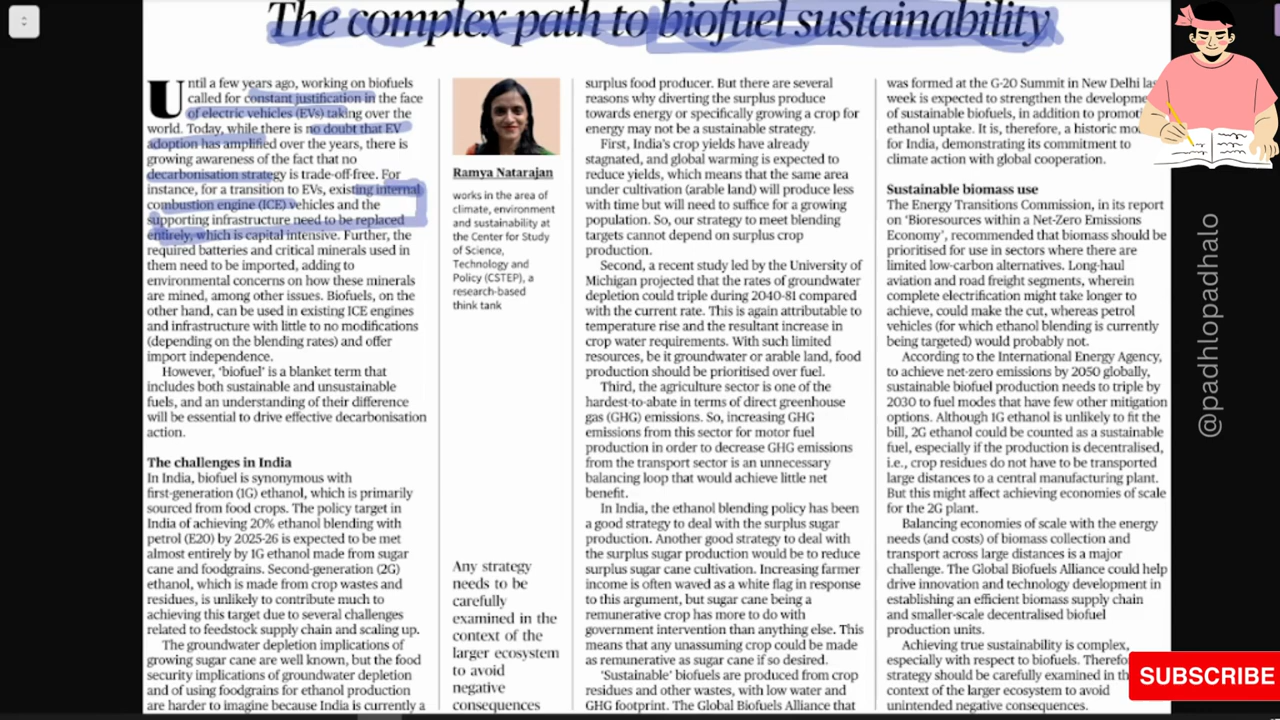 The complex path to biofuel sustainability
Until a few years ago, working on biofuels
called for constant justification in the face
of electric vehicles (EVs) taking over the
world. Today, while there is no doubt that EV
adoption has amplified over the years, there is
growing awareness of the fact that no
decarbonisation strategy is trade-off-free. For
instance, for a transition to EVs, existing internal
combustion engine (ICE) vehicles and the
supporting infrastructure need to be replaced
entirely, which is capital intensive. Further, the
required batteries and critical minerals used in
them need to be imported, adding to
environmental concerns on how these minerals
are mined, among other issues. Biofuels, on the
other hand, can be used in existing ICE engines
and infrastructure with little to no modifications
(depending on the blending rates) and offer
import independence.
However, ‘biofuel’ is a blanket term that
includes both sustainable and unsustainable
fuels, and an understanding of their difference
will be essential to drive effective decarbonisation
action.
The challenges in India
In India, biofuel is synonymous with
first-generation (1G) ethanol, which is primarily
sourced from food crops. The policy target in
India of achieving 20% ethanol blending with
petrol (E20) by 2025-26 is expected to be met
almost entirely by 1G ethanol made from sugar
cane and foodgrains. Second-generation (2G)
ethanol, which is made from crop wastes and
residues, is unlikely to contribute much to
achieving this target due to several challenges
related to feedstock supply chain and scaling up.
The groundwater depletion implications of
growing sugar cane are well known, but the food
security implications of groundwater depletion
and of using foodgrains for ethanol production
are harder to imagine because India is currently a
Ramya Natarajan
works in the area of
climate, environment
and sustainability at
the Center for Study
of Science,
Technology and
Policy (CSTEP), a
research-based
think tank
Any strategy
needs to be
carefully
examined in the
context of the
larger ecosystem
to avoid
negative
consequences
surplus food producer. But there are several
reasons why diverting the surplus produce
towards energy or specifically growing a crop for
energy may not be a sustainable strategy.
First, India’s crop yields have already
stagnated, and global warming is expected to
reduce yields, which means that the same area
under cultivation (arable land) will produce less
with time but will need to suffice for a growing
population. So, our strategy to meet blending
targets cannot depend on surplus crop
production.
Second, a recent study led by the University of
Michigan projected that the rates of groundwater
depletion could triple during 2040-81 compared
with the current rate. This is again attributable to
temperature rise and the resultant increase in
crop water requirements. With such limited
resources, be it groundwater or arable land, food
production should be prioritised over fuel.
Third, the agriculture sector is one of the
hardest-to-abate in terms of direct greenhouse
gas (GHG) emissions. So, increasing GHG
emissions from this sector for motor fuel
production in order to decrease GHG emissions
from the transport sector is an unnecessary
balancing loop that would achieve little net
benefit.
In India, the ethanol blending policy has been
a good strategy to deal with the surplus sugar
production. Another good strategy to deal with
the surplus sugar production would be to reduce
surplus sugar cane cultivation. Increasing farmer
income is often waved as a white flag in response
to this argument, but sugar cane being a
remunerative crop has more to do with
government intervention than anything else. This
means that any unassuming crop could be made
as remunerative as sugar cane if so desired.
‘Sustainable’ biofuels are produced from crop
residues and other wastes, with low water and
GHG footprint. The Global Biofuels Alliance that
was formed at the G-20 Summit in New Delhi las
week is expected to strengthen the developme
of sustainable biofuels, in addition to promoti
ethanol uptake. It is, therefore, a historic mo
for India, demonstrating its commitment to
climate action with global cooperation.
Sustainable biomass use
The Energy Transitions Commission, in its report
on ‘Bioresources within a Net-Zero Emissions
Economy’, recommended that biomass should be
prioritised for use in sectors where there are
limited low-carbon alternatives. Long-haul
aviation and road freight segments, wherein
complete electrification might take longer to
achieve, could make the cut, whereas petrol
vehicles (for which ethanol blending is currently
being targeted) would probably not.
According to the International Energy Agency,
to achieve net-zero emissions by 2050 globally,
sustainable biofuel production needs to triple by
2030 to fuel modes that have few other mitigation
options. Although 1G ethanol is unlikely to fit the
bill, 2G ethanol could be counted as a sustainable
fuel, especially if the production is decentralised,
i.e., crop residues do not have to be transported
large distances to a central manufacturing plant.
But this might affect achieving economies of scale
for the 2G plant.
Balancing economies of scale with the energy
needs (and costs) of biomass collection and
transport across large distances is a major
challenge. The Global Biofuels Alliance could help
drive innovation and technology development in
establishing an efficient biomass supply chain
and smaller-scale decentralised biofuel
production units.
Achieving true sustainability is complex,
especially with respect to biofuels. Therefo
strategy should be carefully examined in th
context of the larger ecosystem to avoid
unintended negative consequences.
@padhlopadhalo
SUBSCRIBE